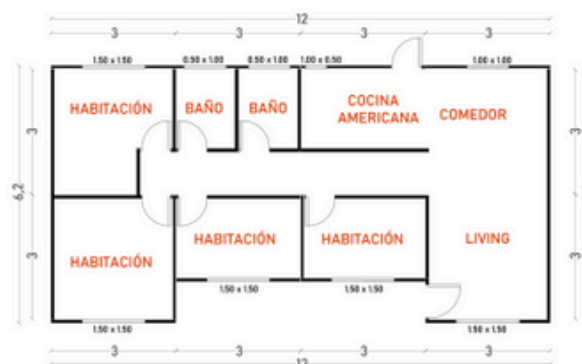 12
3 3 3 3
1.50 x 1.50 0.50 x 1.00 0.50 x 1.00 1.00 x 0.50 1.00 x 1.00
HABITACIÓN BAÑO BAÑO COCINA
AMERICANA COMEDOR
3 3
6,2
HABITACIÓN HABITACIÓN HABITACIÓN LIVING
3 3
1.50 x 1.50 1.50 x 1.50
1.50 x 1.50 1.50 x 1.50
3 3 3 3
12